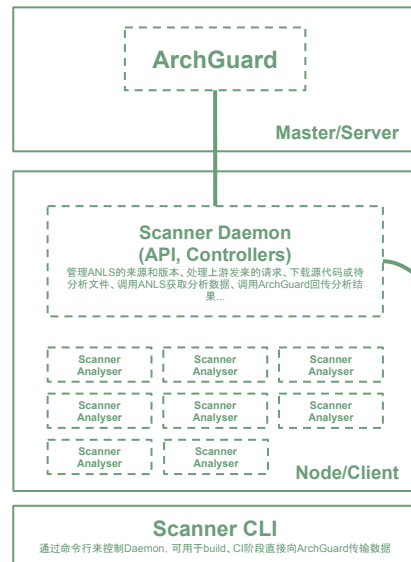 ArchGuard
Master/Server
Scanner Daemon
(API, Controllers)
管理ANLS的来源和版本、处理上游发来的请求、下载源代码或待
分析文件、调用ANLS获取分析数据、调用ArchGuard回传分析结
果...
Scanner
Analyser
Scanner
Analyser
Scanner
Analyser
Scanner
Analyser
Scanner
Analyser
Scanner
Analyser
Scanner
Analyser
Scanner
Analyser
Node/Client
Scanner CLI
通过命令行来控制Daemon, 可用于build、CI阶段直接向ArchGuard传输数据